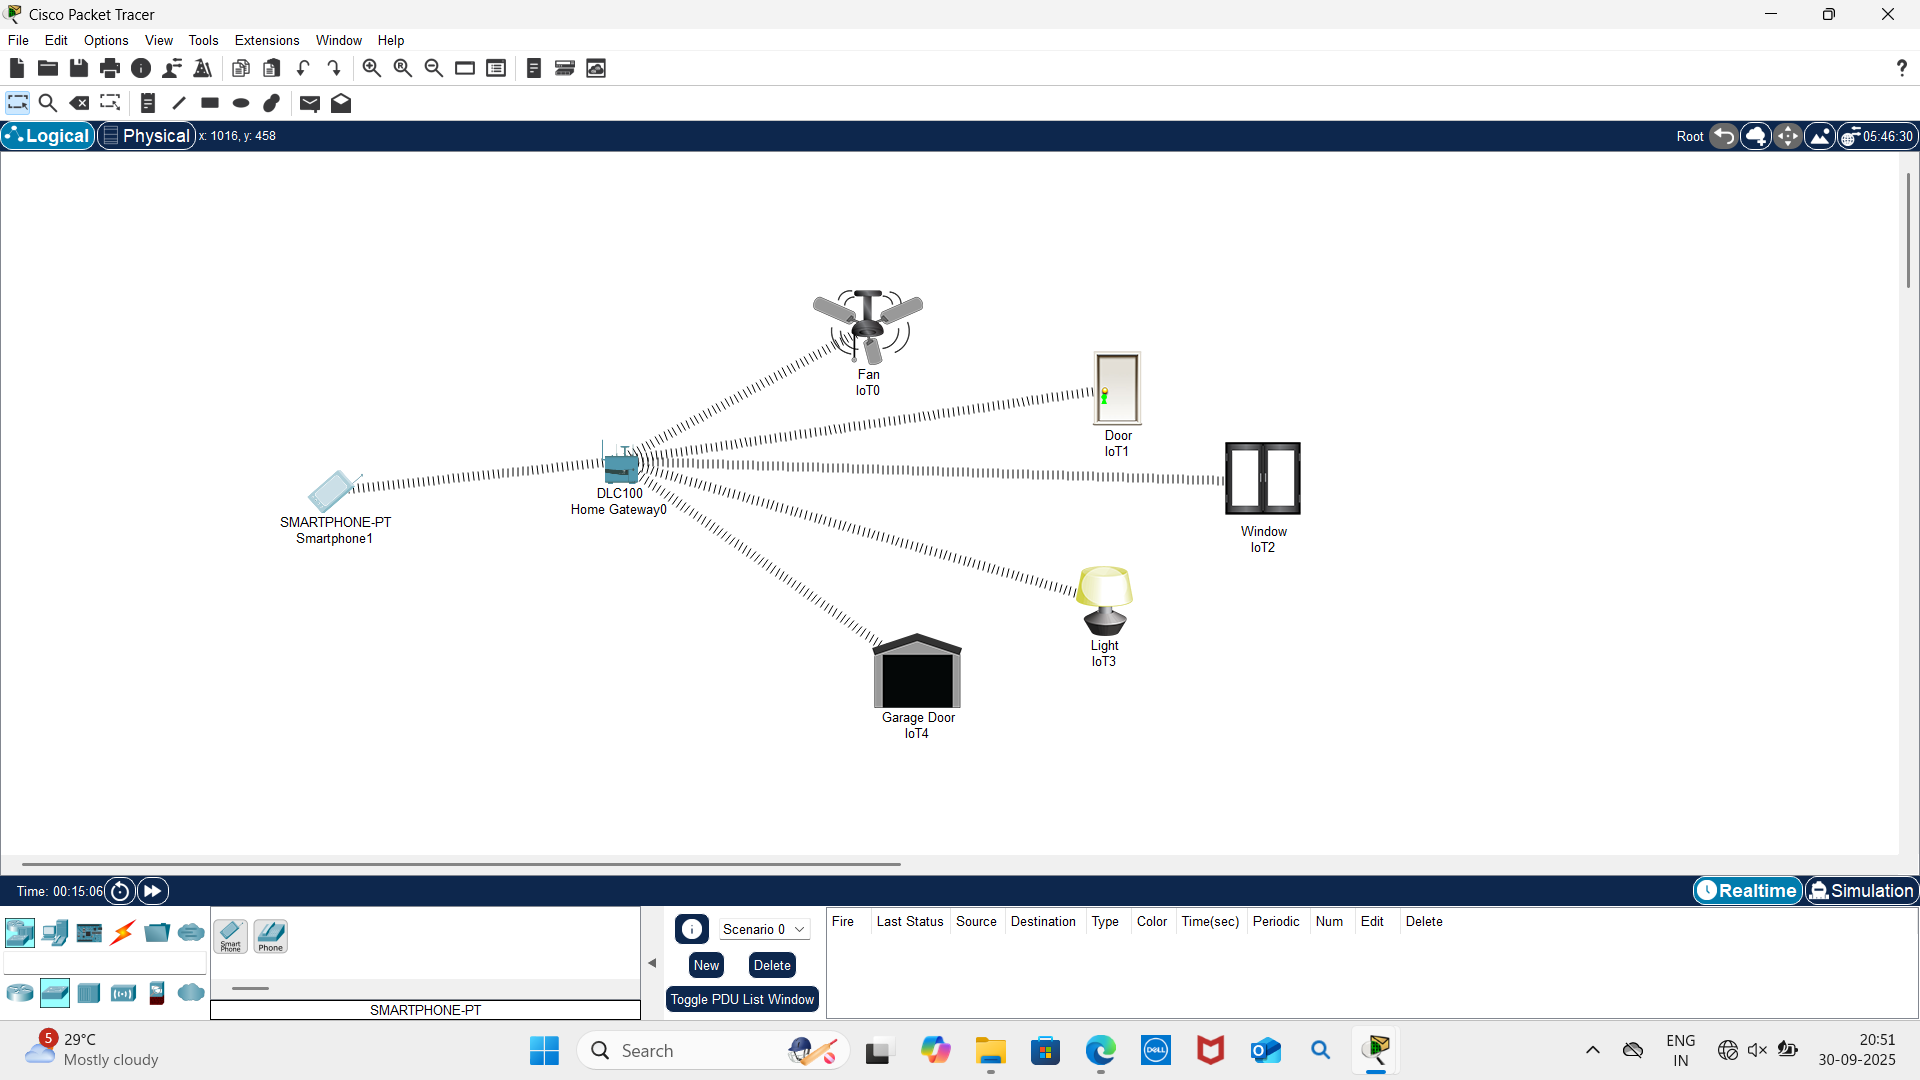 Cisco Packet Tracer
File Edit Options View Tools Extensions Window Help
?
Logical Physical x: 1016, y: 458 Root 05:46:30
Fan
IoT0
Door
IoT1
DLC100
Home Gateway0
SMARTPHONE-PT
Smartphone1
Window
IoT2
Light
IoT3
Garage Door
IoT4
Time: 00:15:06 Realtime Simulation
Smart Phone
Phone
SMARTPHONE-PT
Scenario 0
New Delete
Toggle PDU List Window
Fire Last Status Source Destination Type Color Time(sec) Periodic Num Edit Delete
5
29°C
Mostly cloudy
Search
DELL
ENG
IN
20:51
30-09-2025